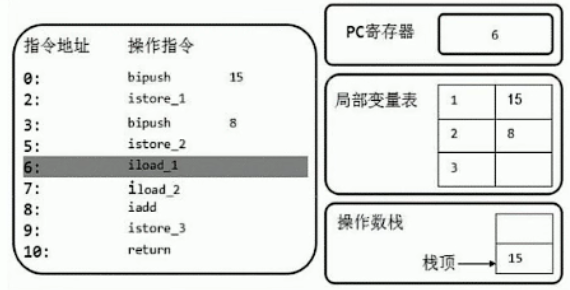 指令地址 操作指令
0: bipush 15
2: istore_1
3: bipush 8
5: istore_2
6: iload_1
7: iload_2
8: iadd
9: istore_3
10: return
PC寄存器 6
局部变量表
1 15
2 8
3
操作数栈
栈顶 15